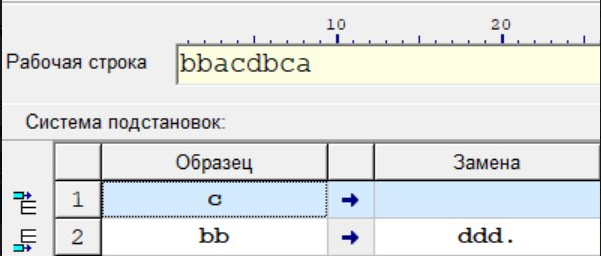 10 20
Рабочая строка bbacdbca
Система подстановок:
Образец Замена
1 c →
2 bb → ddd.